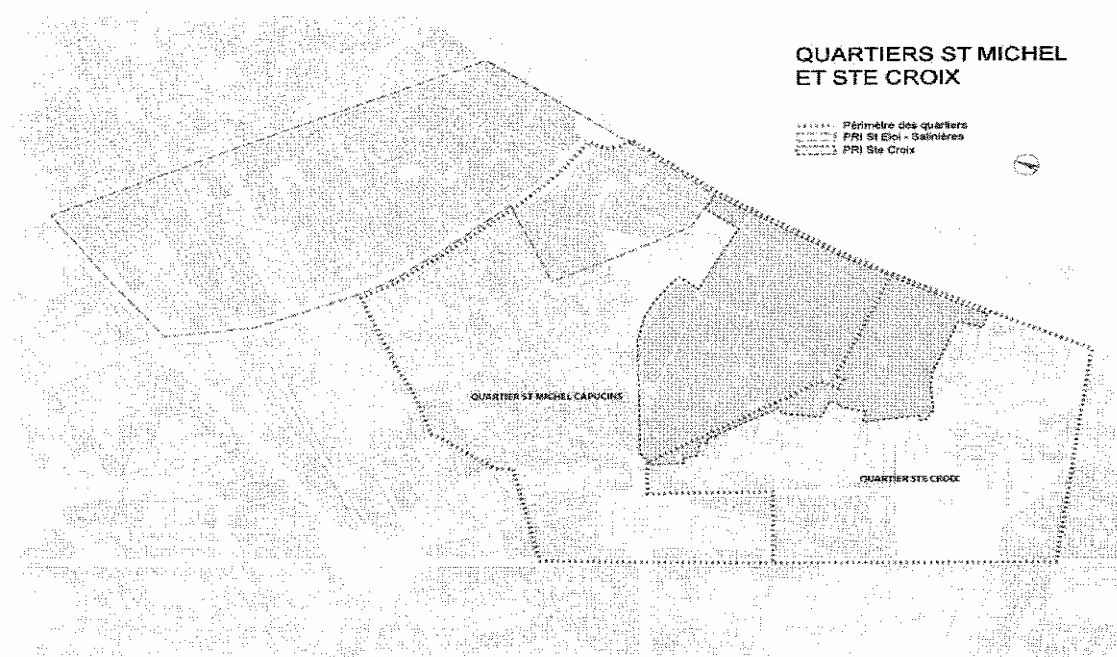 QUARTIERS ST MICHEL
ET STE CROIX
Périmètre des quartiers
PRI St Eloi - Salinières
PRI Ste Croix
QUARTIER ST MICHEL CAPUCINS
QUARTIER STE CROIX